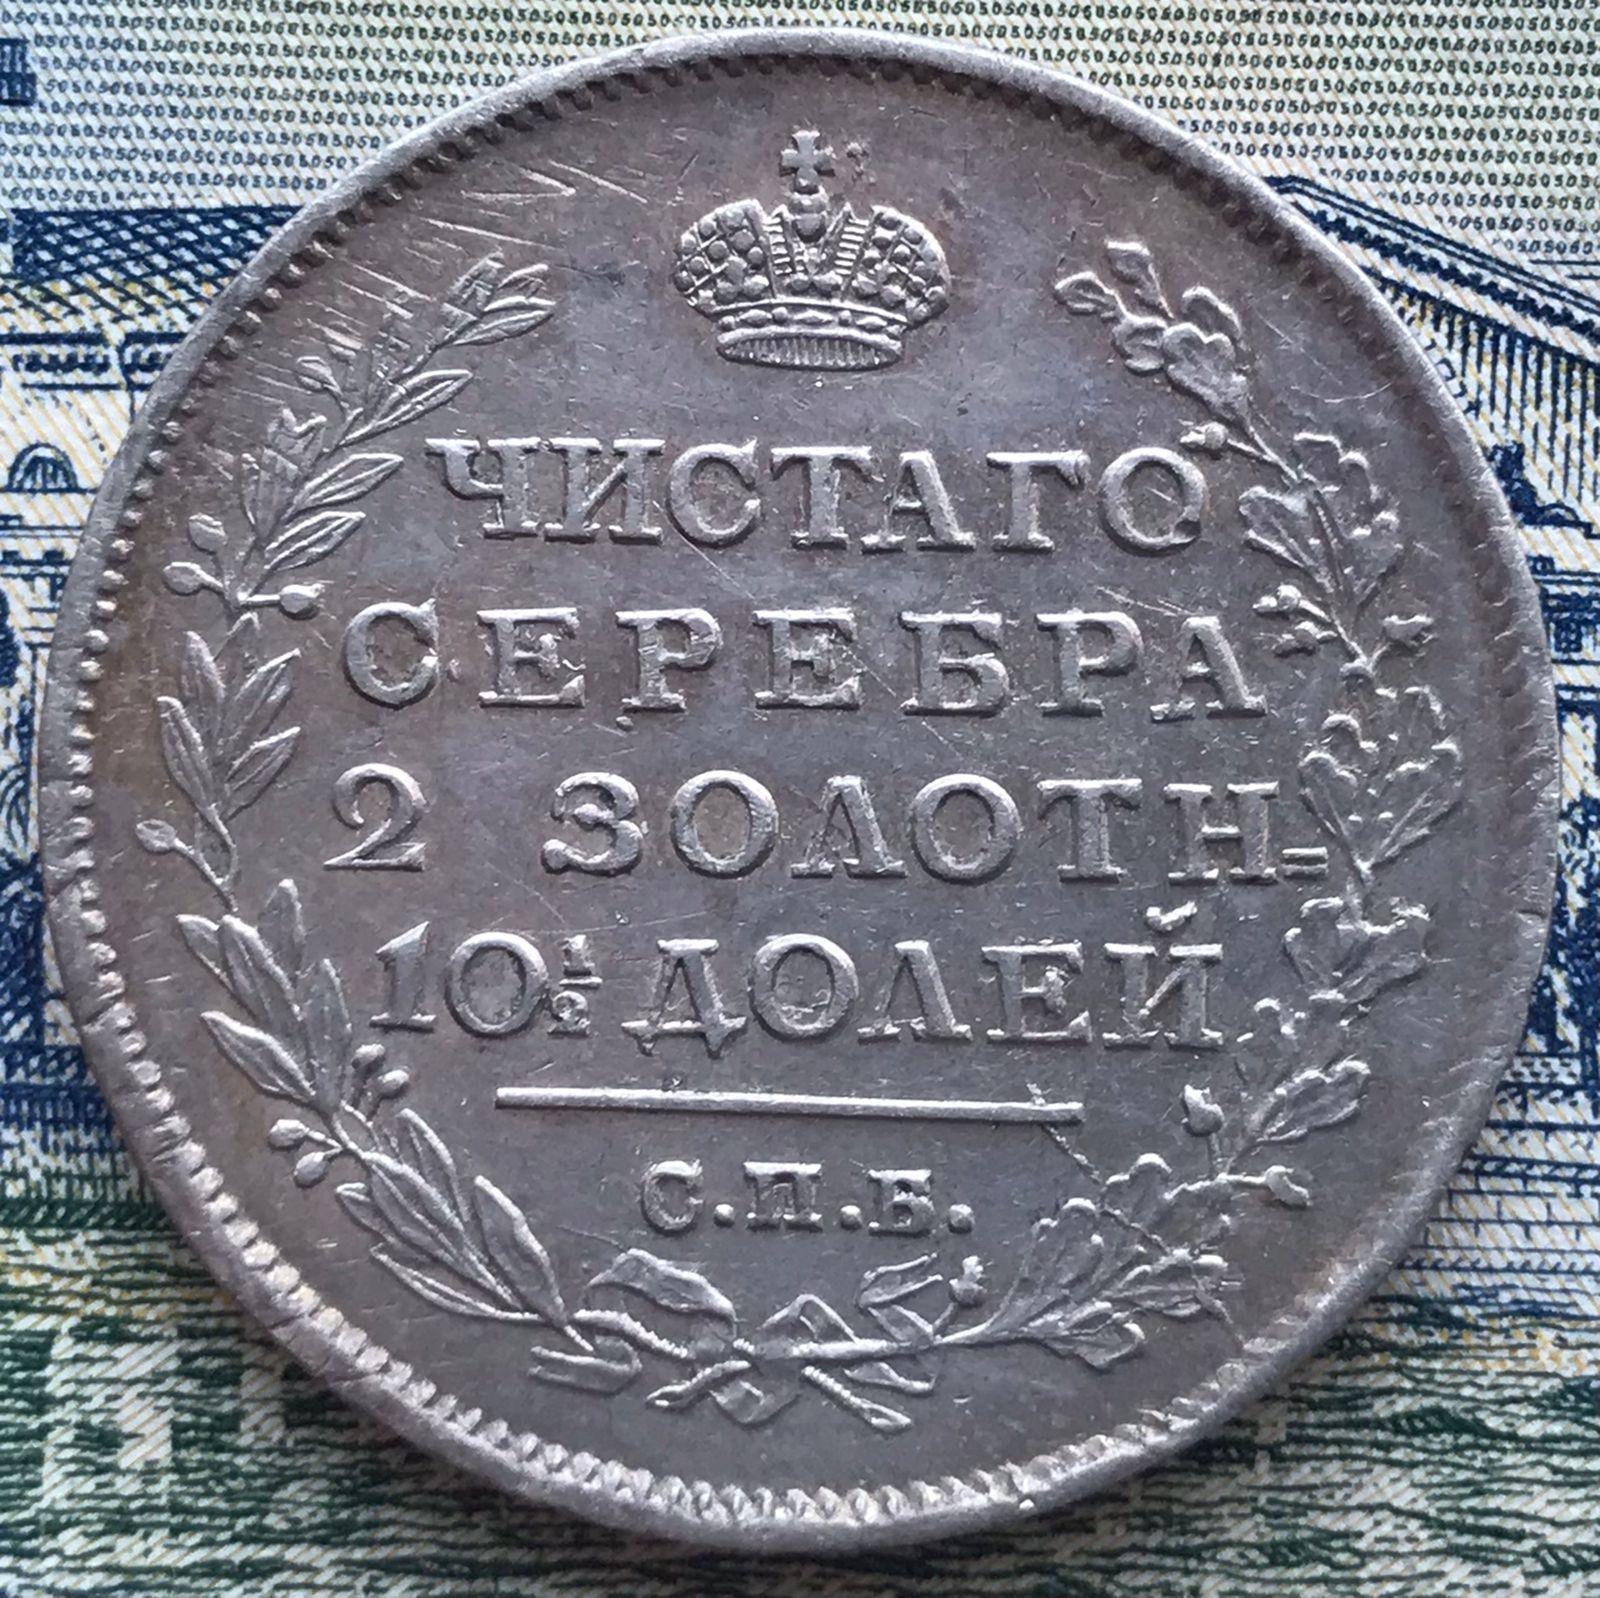 ЧИСТАГО
СЕРЕБРА
2 ЗОЛОТН=
10½ ДОЛЕЙ
С.П.Б.